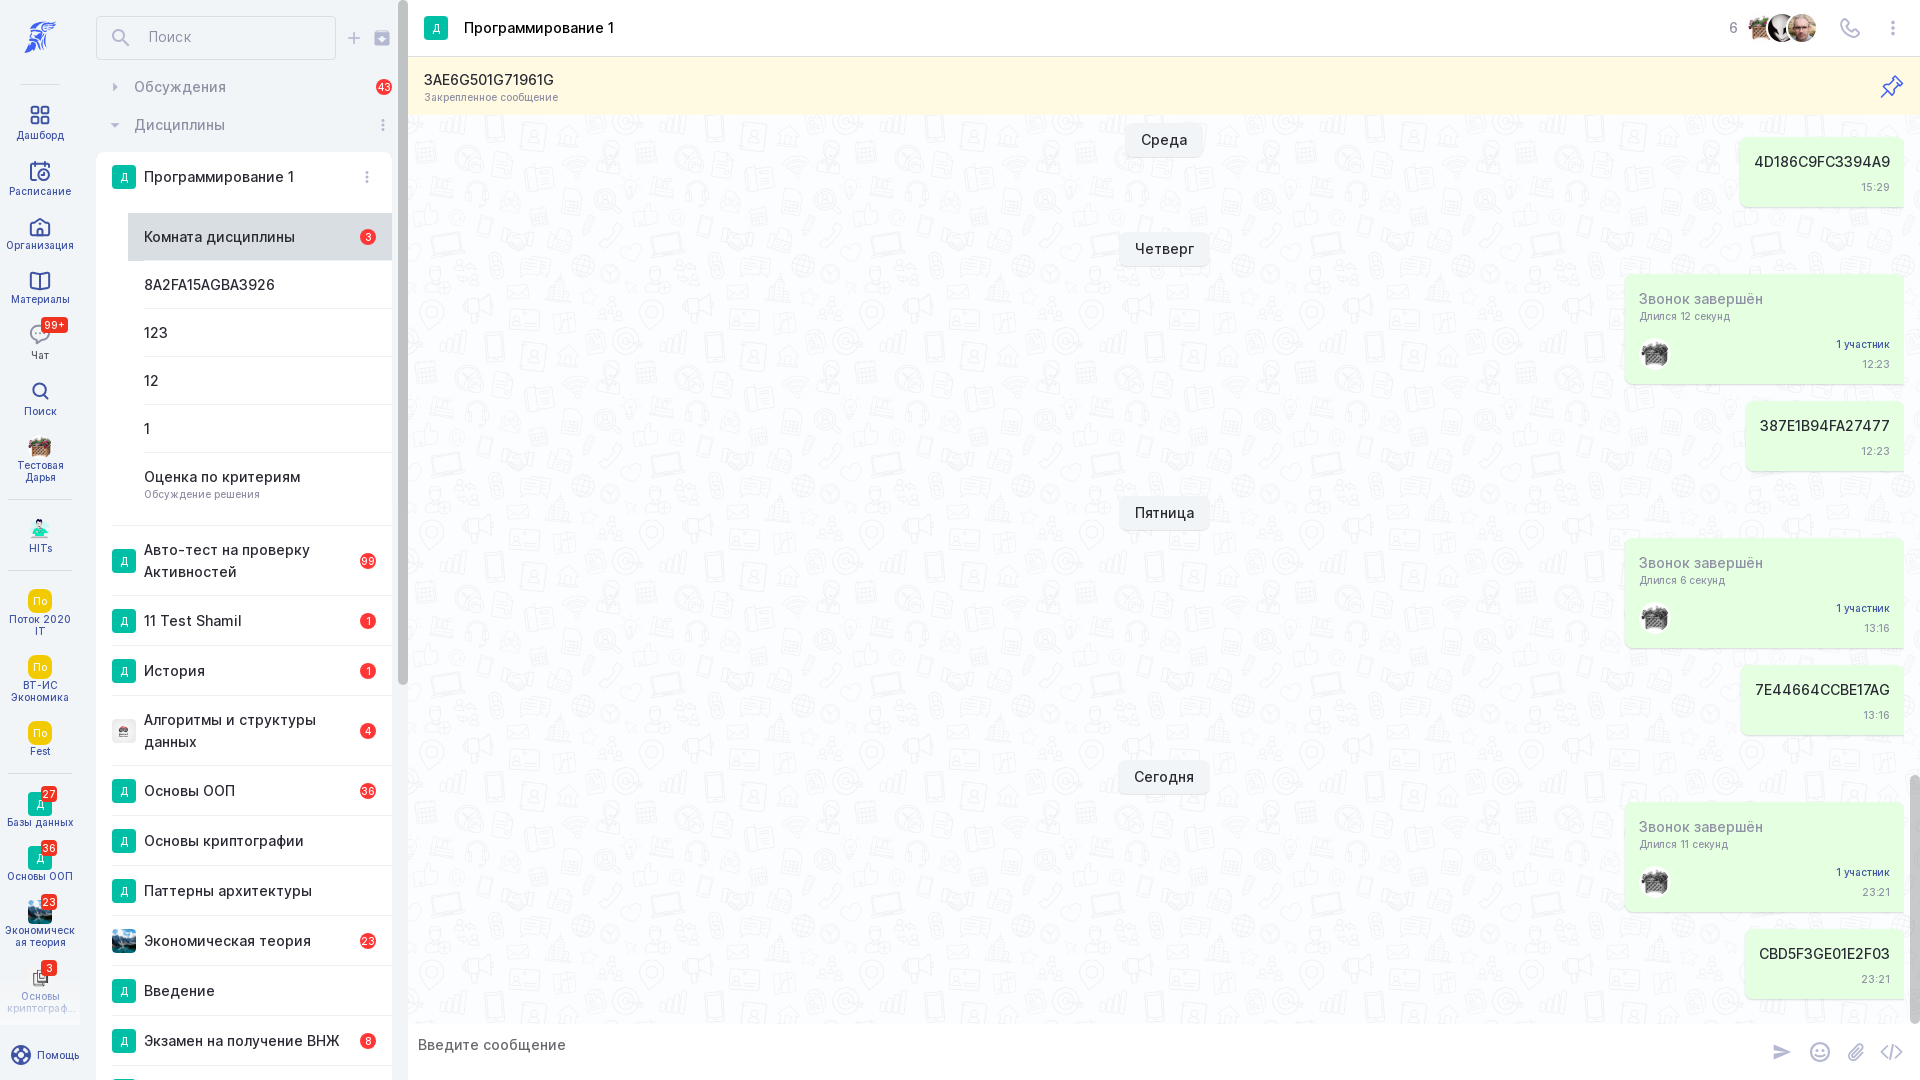 Дашборд
Расписание
Организация
Материалы
99+
Чат
Поиск
Тестовая
Дарья
HITs
По
Поток 2020
IT
По
ВТ-ИС
Экономика
По
Fest
27
Д
Базы данных
36
Д
Основы ООП
23
Экономическ
ая теория
3
Основы
криптограф...
Помощь
Поиск
Обсуждения
43
Дисциплины
Д
Программирование 1
Комната дисциплины
3
8A2FA15AGBA3926
123
12
1
Оценка по критериям
Обсуждение решения
Д
Авто-тест на проверку
Активностей
99
Д
11 Test Shamil
1
Д
История
1
Алгоритмы и структуры
данных
4
Д
Основы ООП
36
Д
Основы криптографии
Д
Паттерны архитектуры
Экономическая теория
23
Д
Введение
Д
Экзамен на получение ВНЖ
8
Д
Программирование 1
6
3AE6G501G71961G
Закрепленное сообщение
Среда
4D186C9FC3394A9
15:29
Четверг
Звонок завершён
Длился 12 секунд
1 участник
12:23
387E1B94FA27477
12:23
Пятница
Звонок завершён
Длился 6 секунд
1 участник
13:16
7E44664CCBE17AG
13:16
Сегодня
Звонок завершён
Длился 11 секунд
1 участник
23:21
CBD5F3GE01E2F03
23:21
Введите сообщение